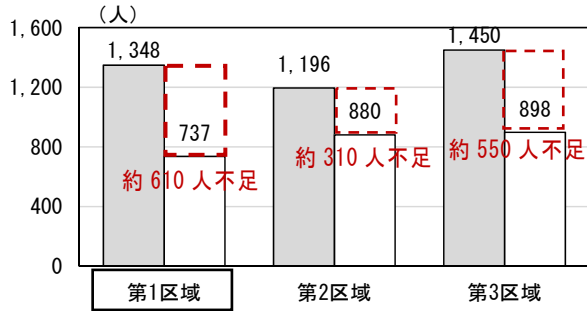 (人)
1,600
1,200
800
400
0
1,348
737
約 610 人不足
1,196
880
約 310 人不足
1,450
898
約 550 人不足
第1区域
第2区域
第3区域